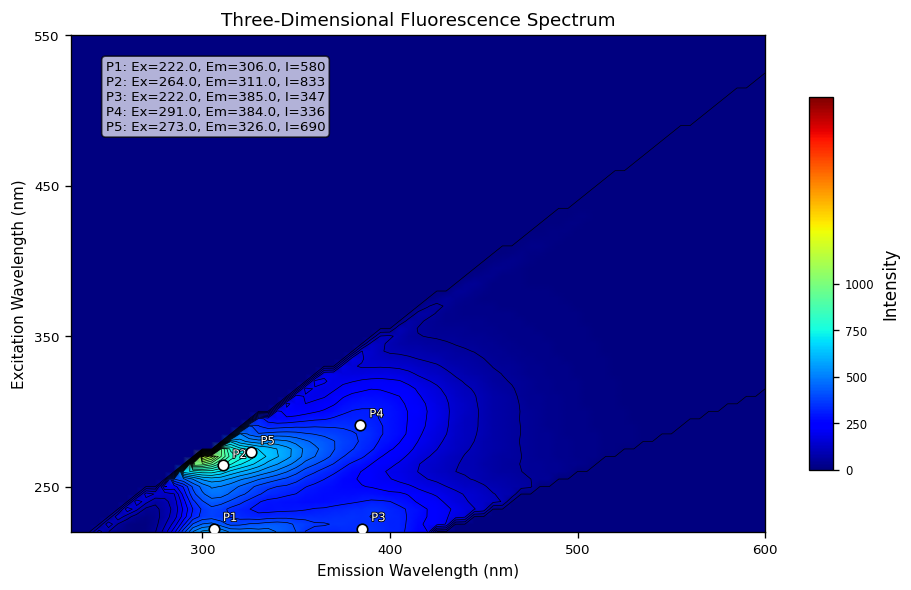 Three-Dimensional Fluorescence Spectrum
550
450
350
250
Excitation Wavelength (nm)
P1: Ex=222.0, Em=306.0, I=580
P2: Ex=264.0, Em=311.0, I=833
P3: Ex=222.0, Em=385.0, I=347
P4: Ex=291.0, Em=384.0, I=336
P5: Ex=273.0, Em=326.0, I=690
P4
P5
P2
P1
P3
300
400
500
600
Emission Wavelength (nm)
1000
750
500
250
0
Intensity